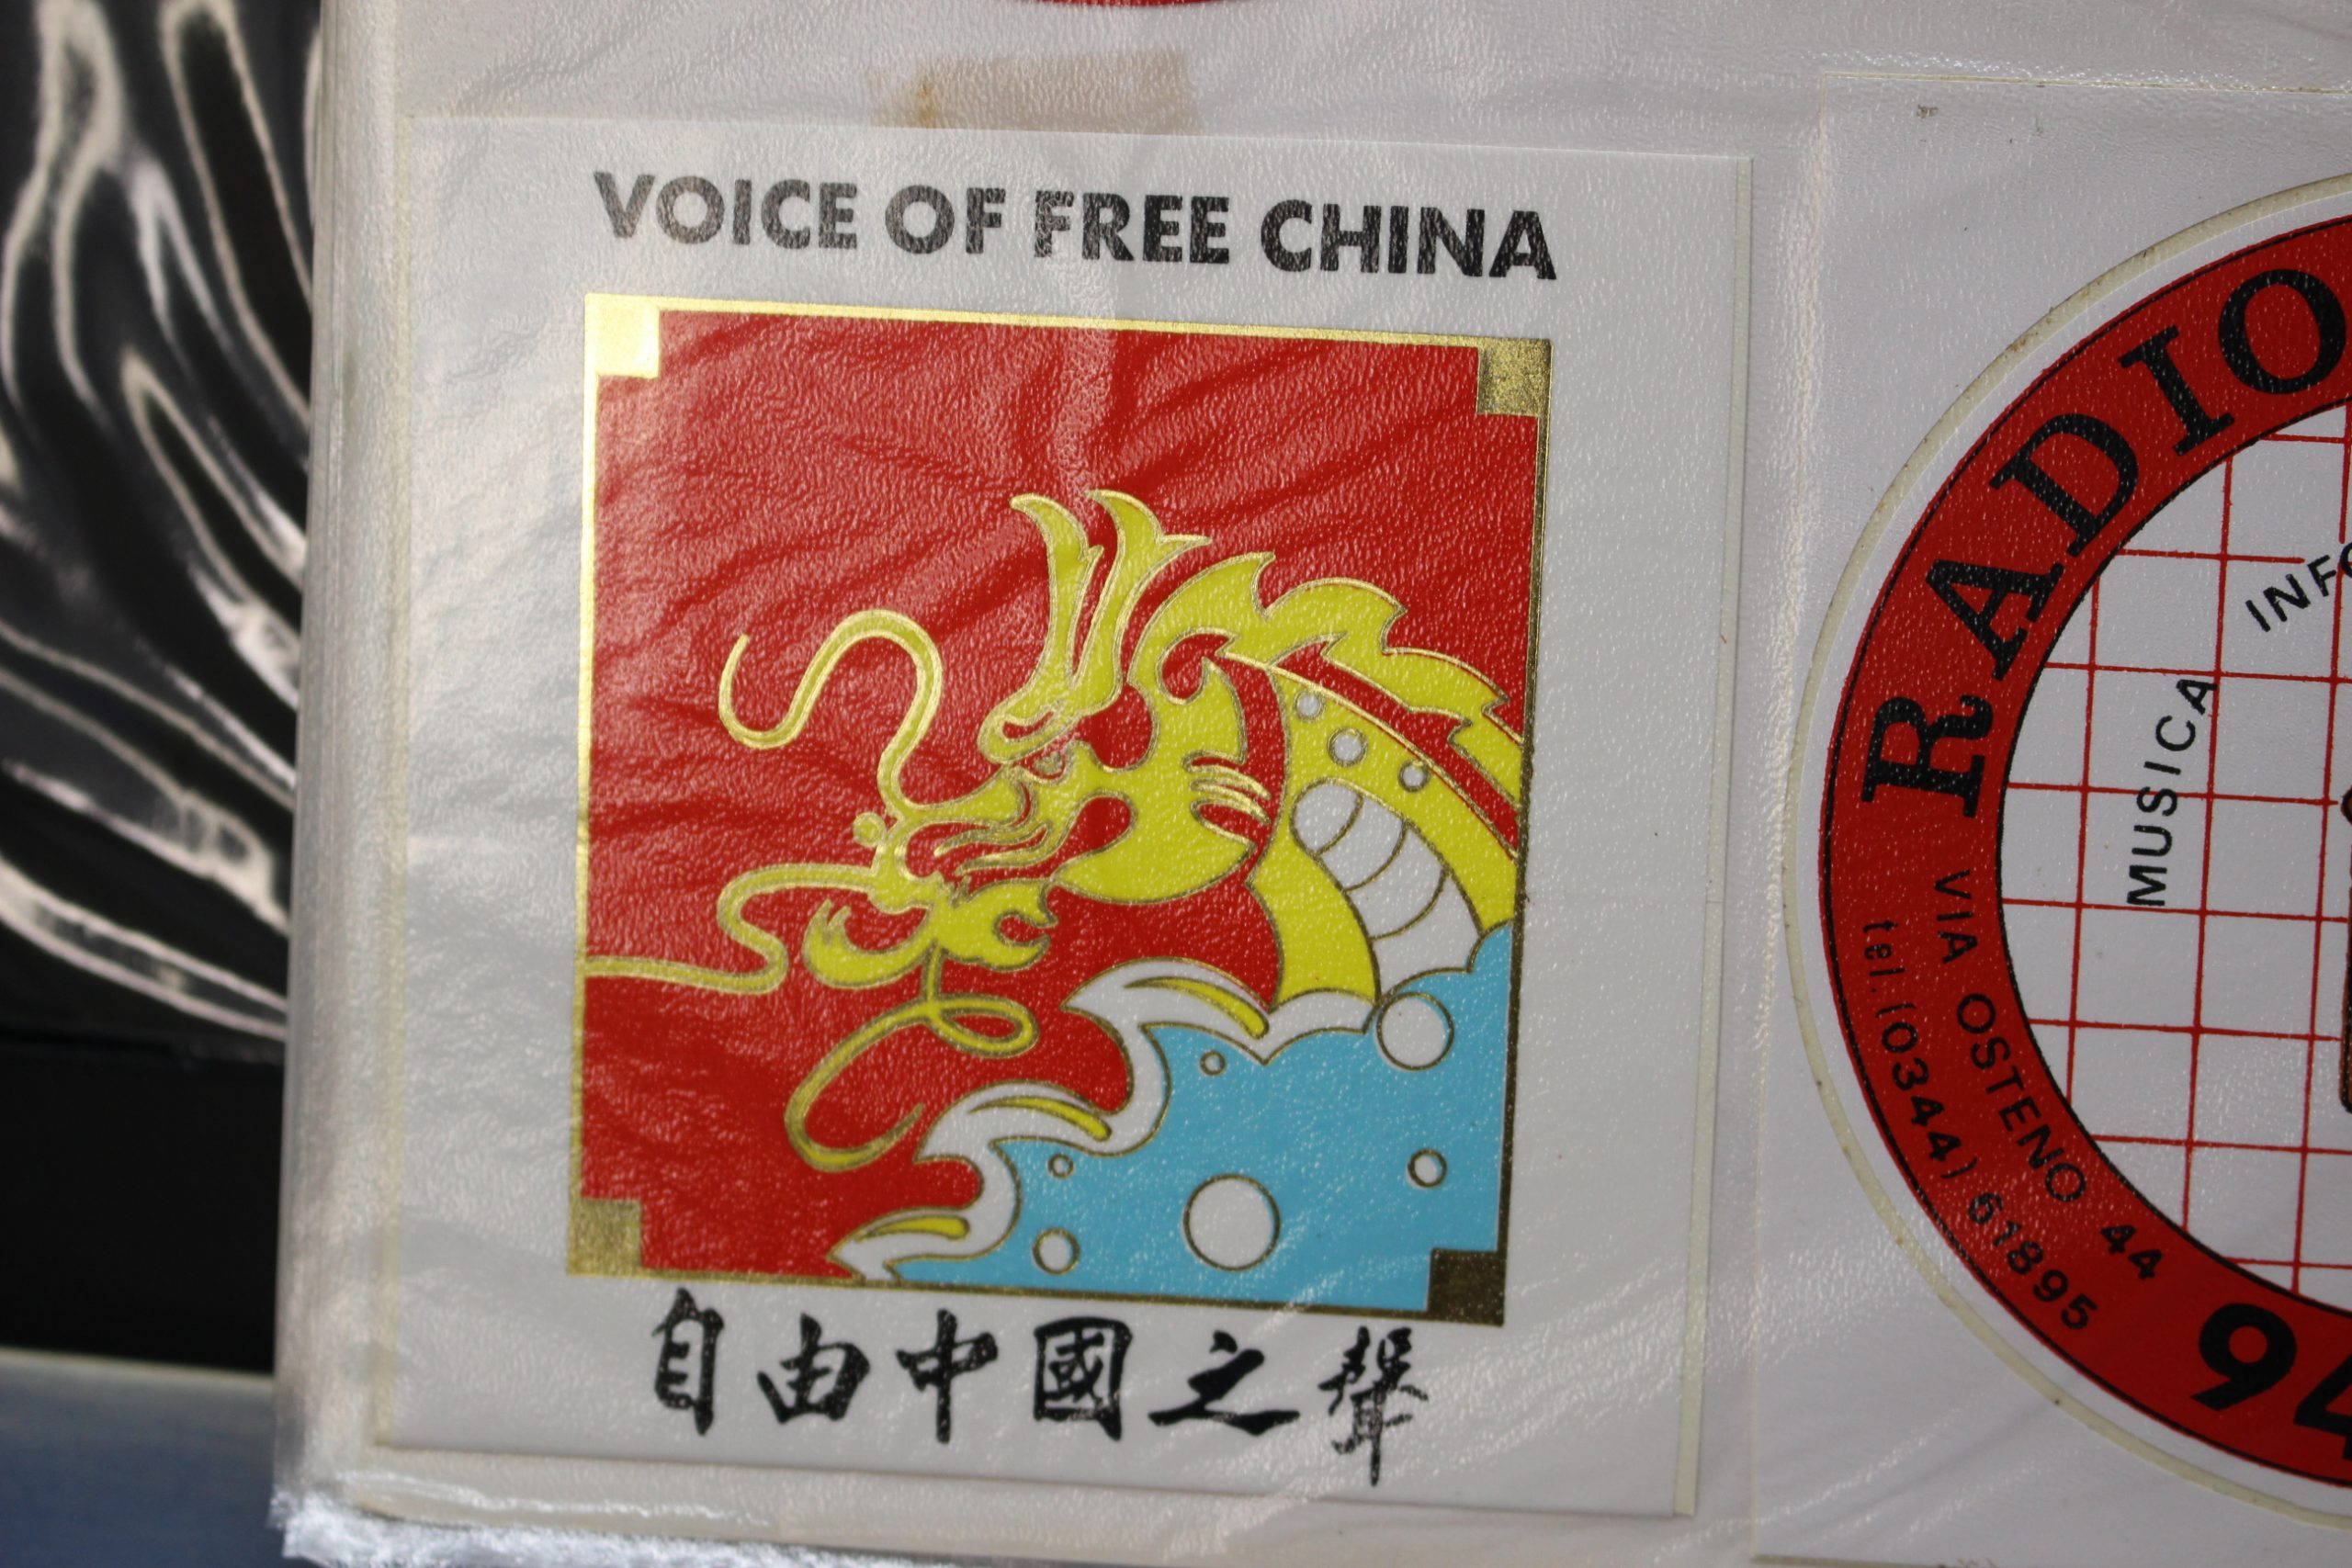 VOICE OF FREE CHINA
自由中國之聲
RADIO
MUSICA
VIA OSTENO 44
tel. (0344) 61895